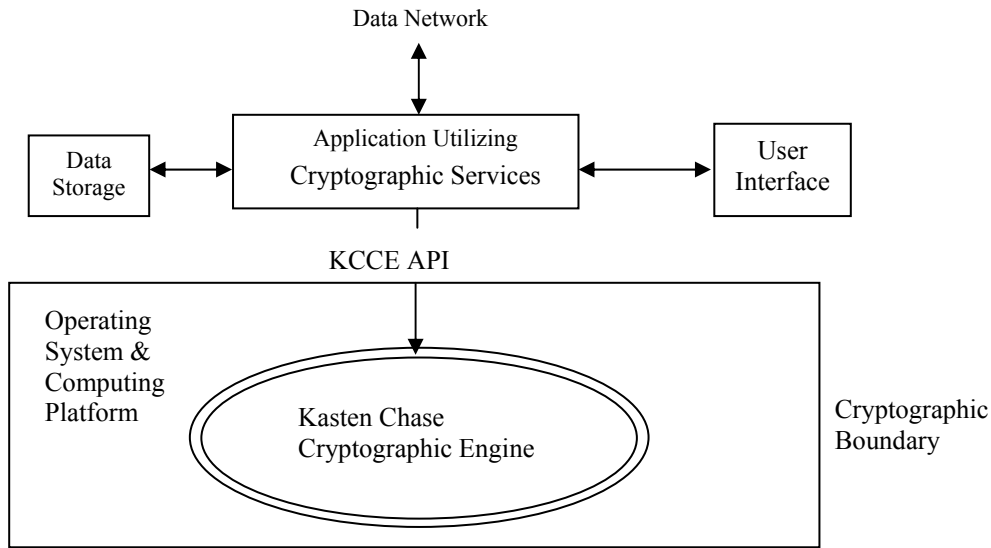 Data Network
Application Utilizing
Cryptographic Services
Data
Storage
User
Interface
KCCE API
Operating
System &
Computing
Platform
Kasten Chase
Cryptographic Engine
Cryptographic
Boundary